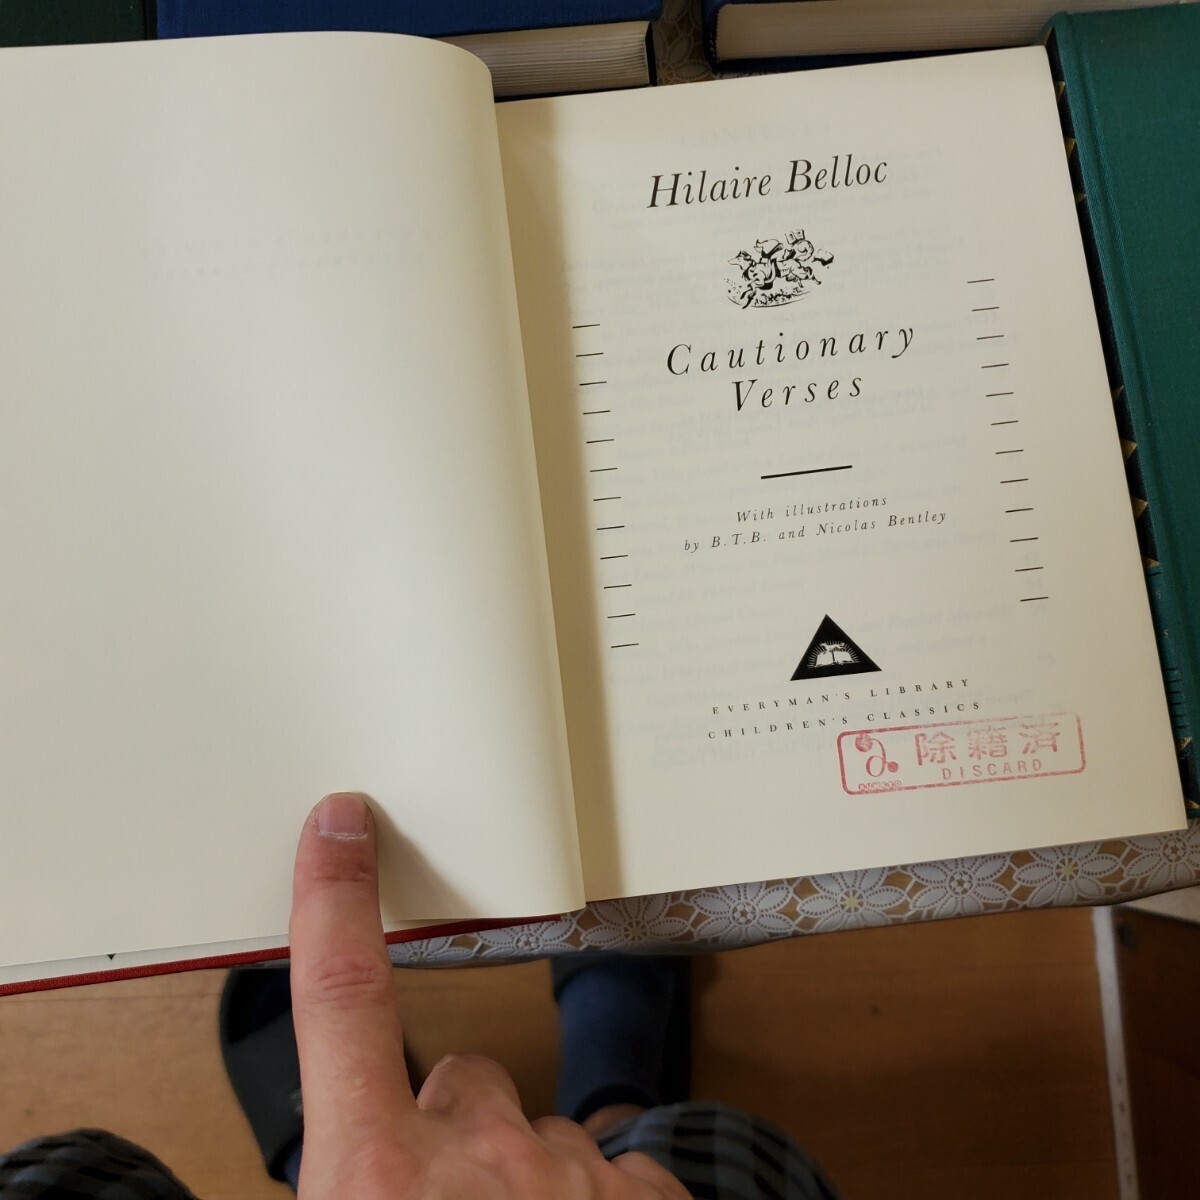 Hilaire Belloc
Cautionary
Verses
With illustrations
by B.T.B. and Nicolas Bentley
EVERYMAN'S LIBRARY
CHILDREN'S CLASSICS
除籍済
DISCARD